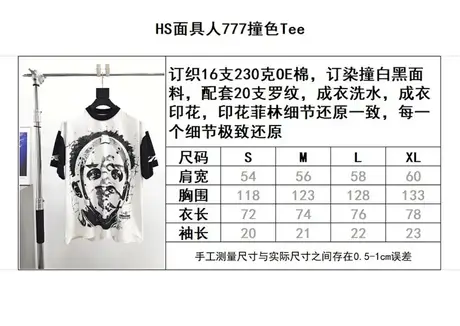 HS面具人777撞色Tee
订织16支230克OE棉，订染撞白黑面
料，配套20支罗纹，成衣洗水，成衣
印花，印花菲林细节还原一致，每一
个细节极致还原
尺码 S M L XL
肩宽 54 56 58 60
胸围 118 123 128 133
衣长 72 74 76 78
袖长 20 21 22 23
手工测量尺寸与实际尺寸之间存在0.5-1cm误差